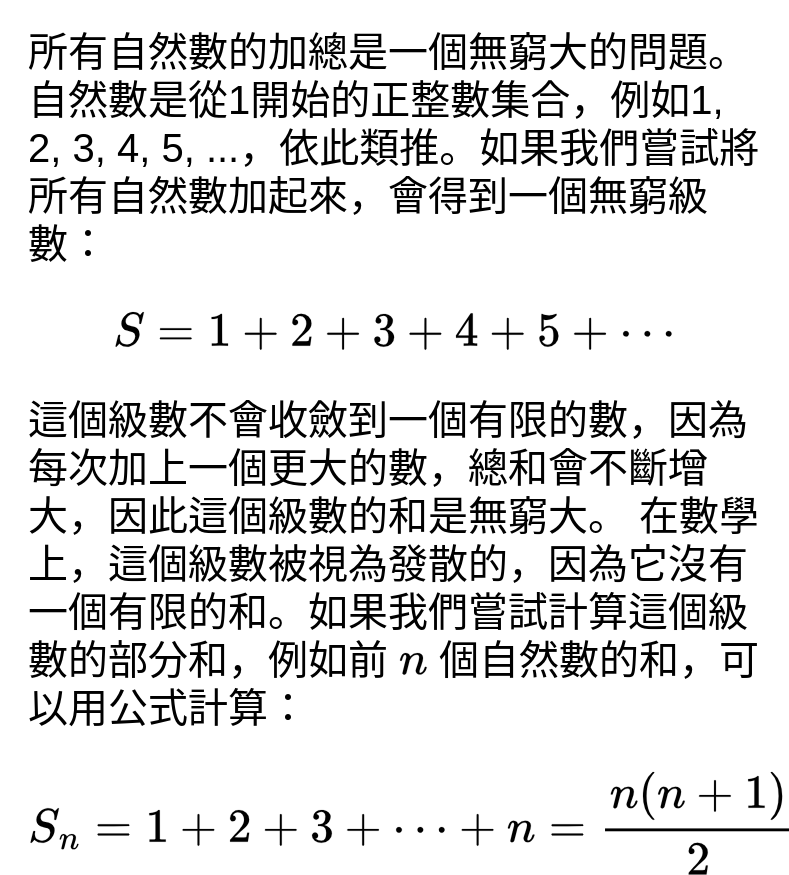 所有自然數的加總是一個無窮大的問題。
自然數是從1開始的正整數集合，例如1,
2, 3, 4, 5, ...，依此類推。如果我們嘗試將
所有自然數加起來，會得到一個無窮級
數：
S = 1 + 2 + 3 + 4 + 5 + ⋯
這個級數不會收斂到一個有限的數，因為
每次加上一個更大的數，總和會不斷增
大，因此這個級數的和是無窮大。 在數學
上，這個級數被視為發散的，因為它沒有
一個有限的和。如果我們嘗試計算這個級
數的部分和，例如前 n 個自然數的和，可
以用公式計算：
Sₙ = 1 + 2 + 3 + ⋯ + n = n(n + 1)/2